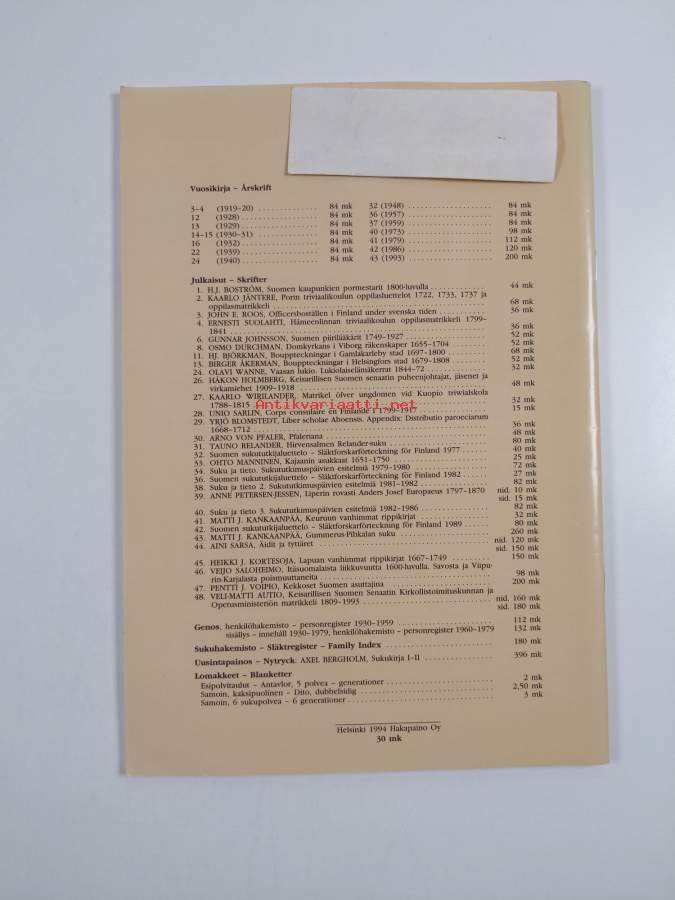 Vuosikirja – Årskrift
3–4 (1919–20) 84 mk 32 (1948) 84 mk
12 (1928) 84 mk 36 (1957) 84 mk
13 (1929) 84 mk 37 (1959) 84 mk
14–15 (1930–31) 84 mk 40 (1973) 98 mk
16 (1932) 84 mk 41 (1979) 112 mk
22 (1939) 84 mk 42 (1986) 120 mk
24 (1940) 84 mk 43 (1993) 200 mk
Julkaisut – Skrifter
1. H.J. BOSTRÖM, Suomen kaupunkien pormestarit 1800-luvulla 44 mk
2. KAARLO JÄNTERE, Porin triviaalikoulun oppilasluettelot 1722, 1733, 1737 ja
oppilasmatrikkeli 68 mk
3. JOHN E. ROOS, Officersboställen i Finland under svenska tiden 36 mk
4. ERNESTI SUOLAHTI, Hämeenlinnan triviaalikoulun oppilasmatrikkeli 1799–
1841 36 mk
6. GUNNAR JOHNSSON, Suomen piirilääkärit 1749–1927 52 mk
8. OSMO DURCHMAN, Domkyrkans i Viborg räkenskaper 1655–1704 52 mk
11. HJ. BJÖRKMAN, Bouppteckningar i Gamlakarleby stad 1697–1800 68 mk
13. BIRGER ÅKERMAN, Bouppteckningar i Helsingfors stad 1679–1808 52 mk
24. OLAVI WANNE, Vaasan lukio. Lukiolaiselämäkerrat 1844–72 32 mk
26. HÅKON HOLMBERG, Keisarillisen Suomen senaatin puheenjohtajat, jäsenet ja
virkamiehet 1909–1918 48 mk
27. KAARLO WIRILANDER, Matrikel öfver ungdomen vid Kuopio triwialskola
1788–1815 32 mk
Antikvariaatti.net
28. UNIO SARLIN, Corps consulaire en Finlande 1 1799–1917 15 mk
29. YRJÖ BLOMSTEDT, Liber scholae Aboensis. Appendix: Distributio paroeciarum
1668–1712 36 mk
30. ARNO VON PFALER, Pfaleriana 48 mk
31. TAUNO RELANDER, Hirvensalmen Relander-suku 80 mk
32. Suomen sukututkijaluettelo – Släktforskarförteckning för Finland 1977 40 mk
33. OHTO MANNINEN, Kajaanin asukkaat 1651–1750 25 mk
34. Suku ja tieto. Sukututkimuspäivien esitelmiä 1979–1980 72 mk
36. Suomen sukututkijaluettelo – Släktforskarförteckning för Finland 1982 27 mk
38. Suku ja tieto 2. Sukututkimuspäivien esitelmiä 1981–1982 82 mk
39. ANNE PETERSEN-JESSEN, Liperin rovasti Anders Josef Europaeus 1797–1870 nid. 10 mk
sid. 15 mk
40. Suku ja tieto 3. Sukututkimuspäivien esitelmiä 1982–1986 82 mk
41. MATTI J. KANKAANPÄÄ, Keuruun vanhimmat rippikirjat 32 mk
42. Suomen sukututkijaluettelo – Släktforskarförteckning för Finland 1989 80 mk
43. MATTI J. KANKAANPÄÄ, Gummerus-Pihkalan suku 260 mk
44. AINI SARSA, Äidit ja tyttäret nid. 120 mk
sid. 150 mk
45. HEIKKI J. KORTESOJA, Lapuan vanhimmat rippikirjat 1667–1749 150 mk
46. VEIJO SALOHEIMO, Itäsuomalaista liikkuvuutta 1600-luvulla. Savosta ja Viipu-
rin-Karjalasta poismuuttaneita 98 mk
47. PENTTI J. VOIPIO, Kekkoset Suomen asuttajina 200 mk
48. VELI-MATTI AUTIO, Keisarillisen Suomen Senaatin Kirkollistoimituskunnan ja
Opetusministeriön matrikkeli 1809–1993 nid. 160 mk
sid. 180 mk
Genos, henkilöhakemisto – personregister 1930–1959 112 mk
sisällys – innehåll 1930–1979, henkilöhakemisto – personregister 1960–1979 132 mk
Sukuhakemisto – Släktregister – Family Index 180 mk
Uusintapainos – Nytryck: AXEL BERGHOLM, Sukukirja I–II 396 mk
Lomakkeet – Blanketter
Esipolvitaulut – Antavlor, 5 polvea – generationer 2 mk
Samoin, kaksipuolinen – Dito, dubbelsidig 2,50 mk
Samoin, 6 sukupolvea – 6 generationer 3 mk
Helsinki 1994 Hakapaino Oy
30 mk